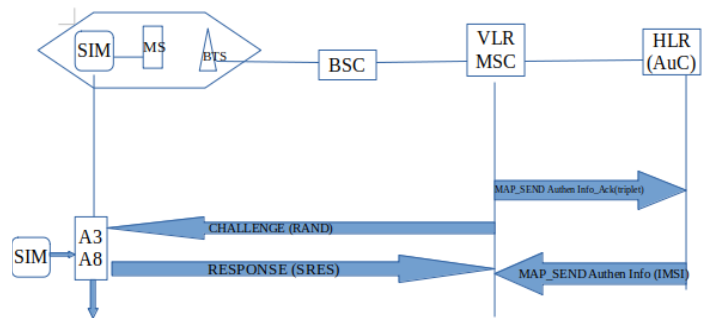 SIM
MS
BTS
BSC
VLR
MSC
HLR
(AuC)
MAP_SEND Authen Info_Ack(triplet)
CHALLENGE (RAND)
A3
A8
SIM
RESPONSE (SRES)
MAP_SEND Authen Info (IMSI)